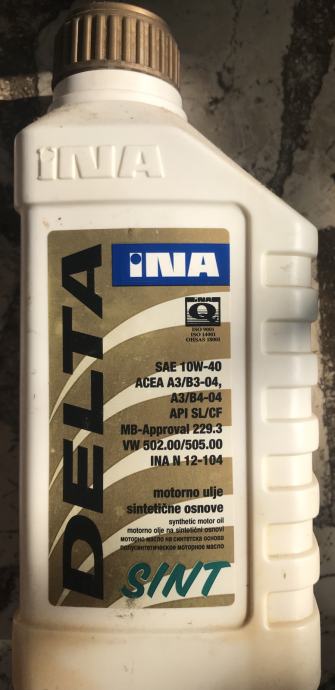 iNA
iNA
DELTA
iNA
Q
ISO 9001
ISO 14001
OHSAS 18001
SAE 10W-40
ACEA A3/B3-04,
A3/B4-04
API SL/CF
MB-Approval 229.3
VW 502.00/505.00
INA N 12-104
motorno ulje
sintetične osnove
synthetic motor oil
motorno olje na sintetični osnovi
моторно масло на синтетска основа
полусинтетическое моторное масло
SINT